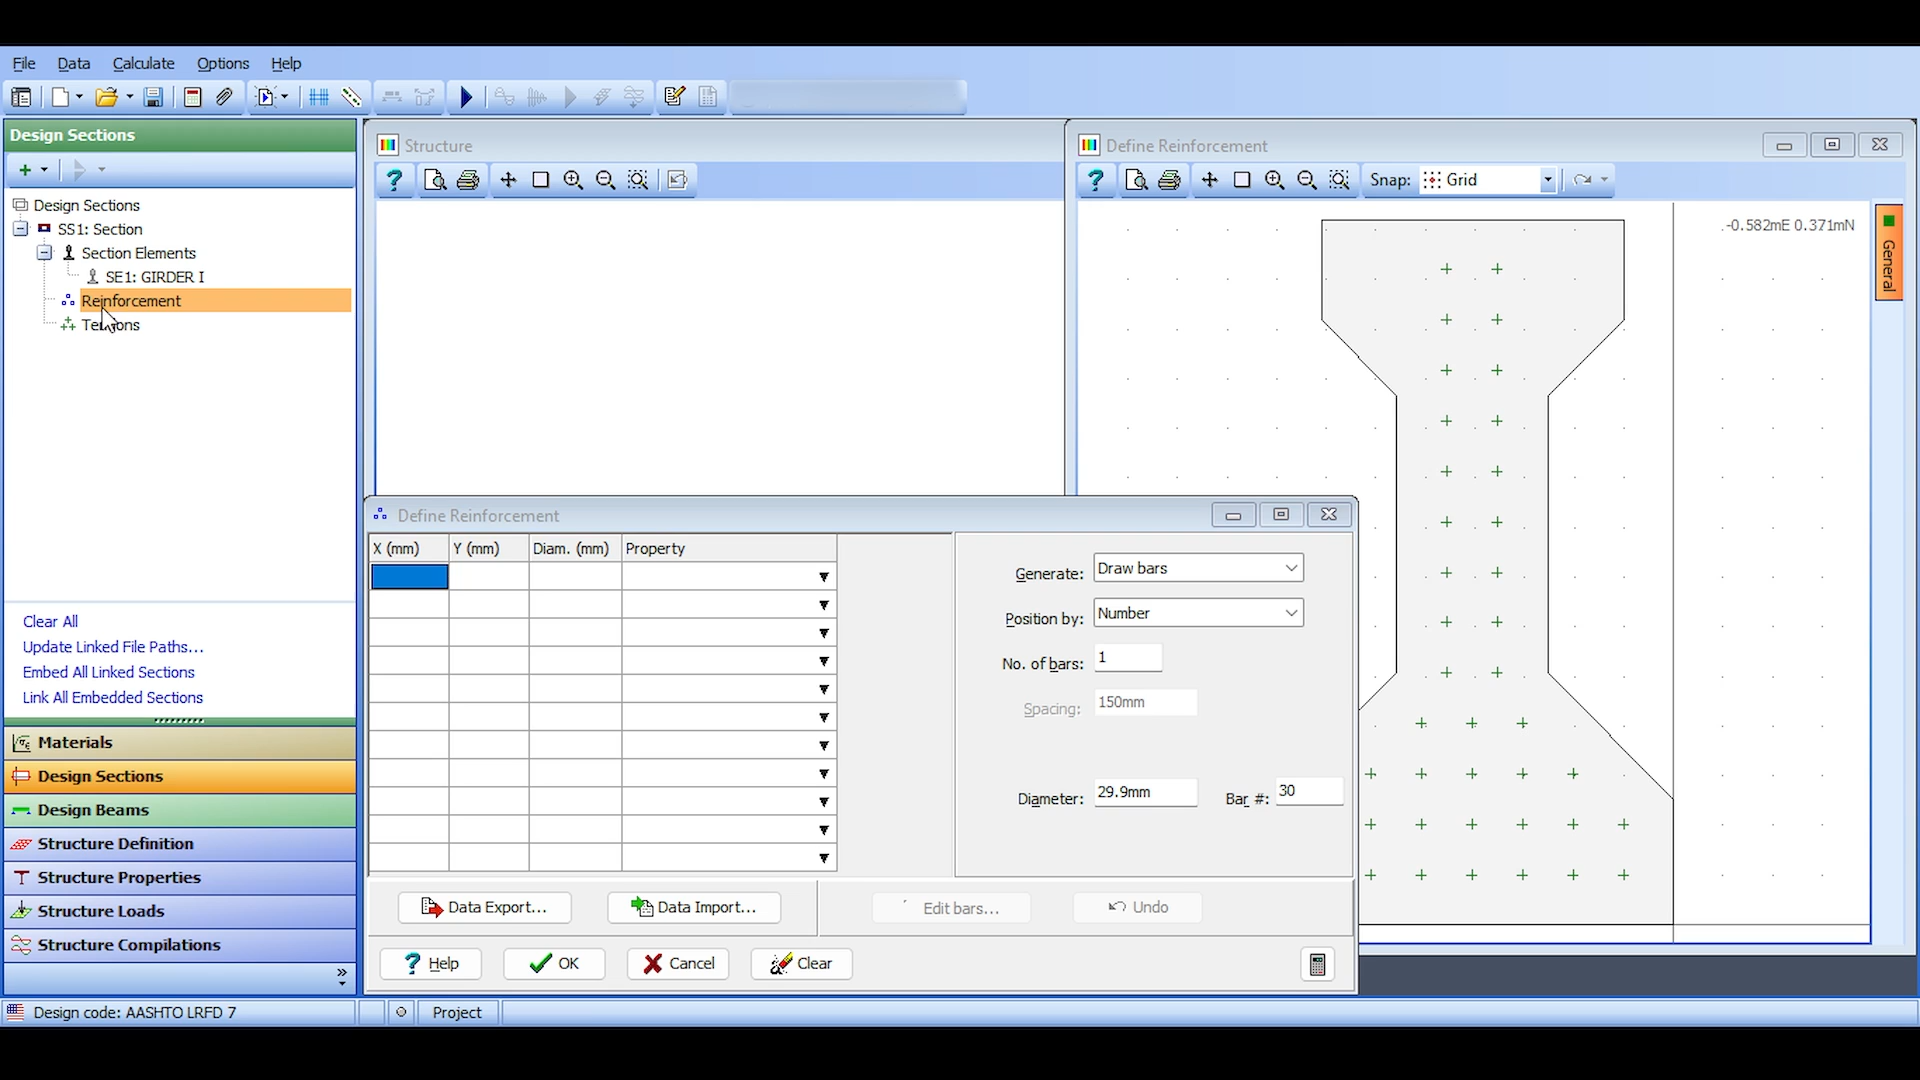 File Data Calculate Options Help
Design Sections
Design Sections
SS1: Section
Section Elements
SE1: GIRDER I
Reinforcement
Clear All
Update Linked File Paths...
Embed All Linked Sections
Link All Embedded Sections
Materials
Design Sections
Design Beams
Structure Definition
Structure Properties
Structure Loads
Structure Compilations
Structure
Define Reinforcement
Snap: Grid
-0.582mE 0.371mN
General
Define Reinforcement
X (mm) Y (mm) Diam. (mm) Property
Generate: Draw bars
Position by: Number
No. of bars: 1
Spacing: 150mm
Diameter: 29.9mm Bar #: 30
Data Export... Data Import... Edit bars... Undo
Help OK Cancel Clear
Design code: AASHTO LRFD 7 Project